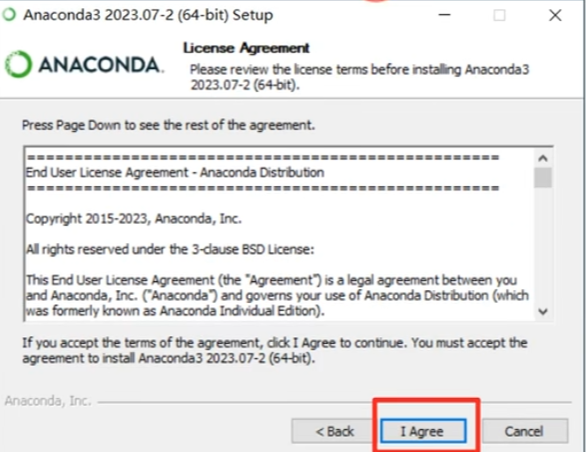 Anaconda3 2023.07-2 (64-bit) Setup
ANACONDA.
License Agreement
Please review the license terms before installing Anaconda3
2023.07-2 (64-bit).
Press Page Down to see the rest of the agreement.
==================================================
End User License Agreement - Anaconda Distribution
==================================================
Copyright 2015-2023, Anaconda, Inc.
All rights reserved under the 3-clause BSD License:
This End User License Agreement (the "Agreement") is a legal agreement between you
and Anaconda, Inc. ("Anaconda") and governs your use of Anaconda Distribution (which
was formerly known as Anaconda Individual Edition).
If you accept the terms of the agreement, click I Agree to continue. You must accept the
agreement to install Anaconda3 2023.07-2 (64-bit).
Anaconda, Inc.
< Back
I Agree
Cancel